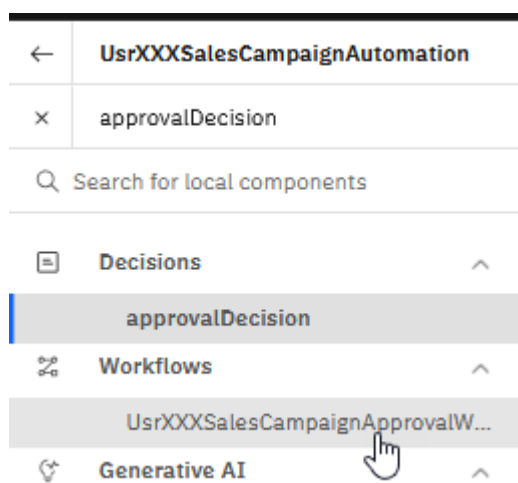 UsrXXXSalesCampaignAutomation
approvalDecision
Search for local components
Decisions
approvalDecision
Workflows
UsrXXXSalesCampaignApprovalW...
Generative AI